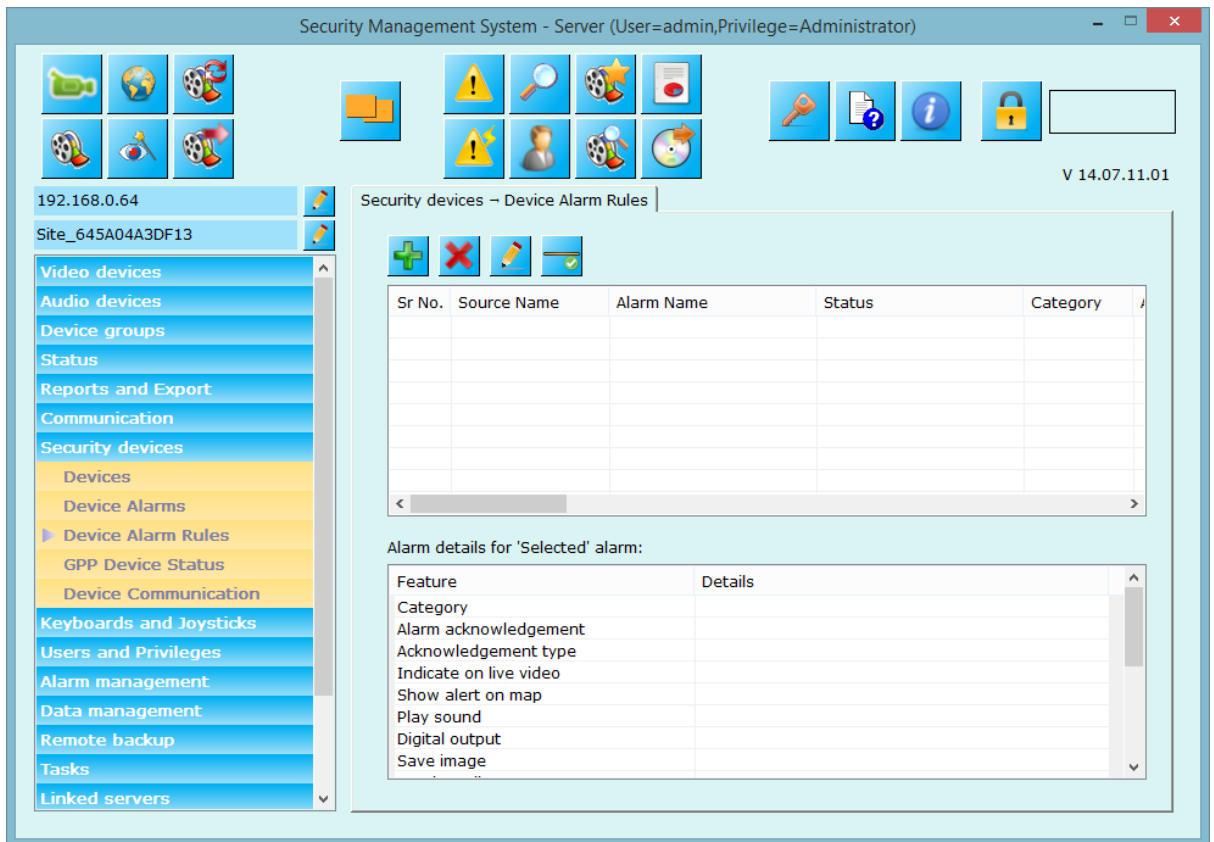 Security Management System - Server (User=admin,Privilege=Administrator)
V 14.07.11.01
192.168.0.64
Site_645A04A3DF13
Video devices
Audio devices
Device groups
Status
Reports and Export
Communication
Security devices
Devices
Device Alarms
Device Alarm Rules
GPP Device Status
Device Communication
Keyboards and Joysticks
Users and Privileges
Alarm management
Data management
Remote backup
Tasks
Linked servers
Security devices → Device Alarm Rules
Sr No. Source Name Alarm Name Status Category
Alarm details for 'Selected' alarm:
Feature Details
Category
Alarm acknowledgement
Acknowledgement type
Indicate on live video
Show alert on map
Play sound
Digital output
Save image